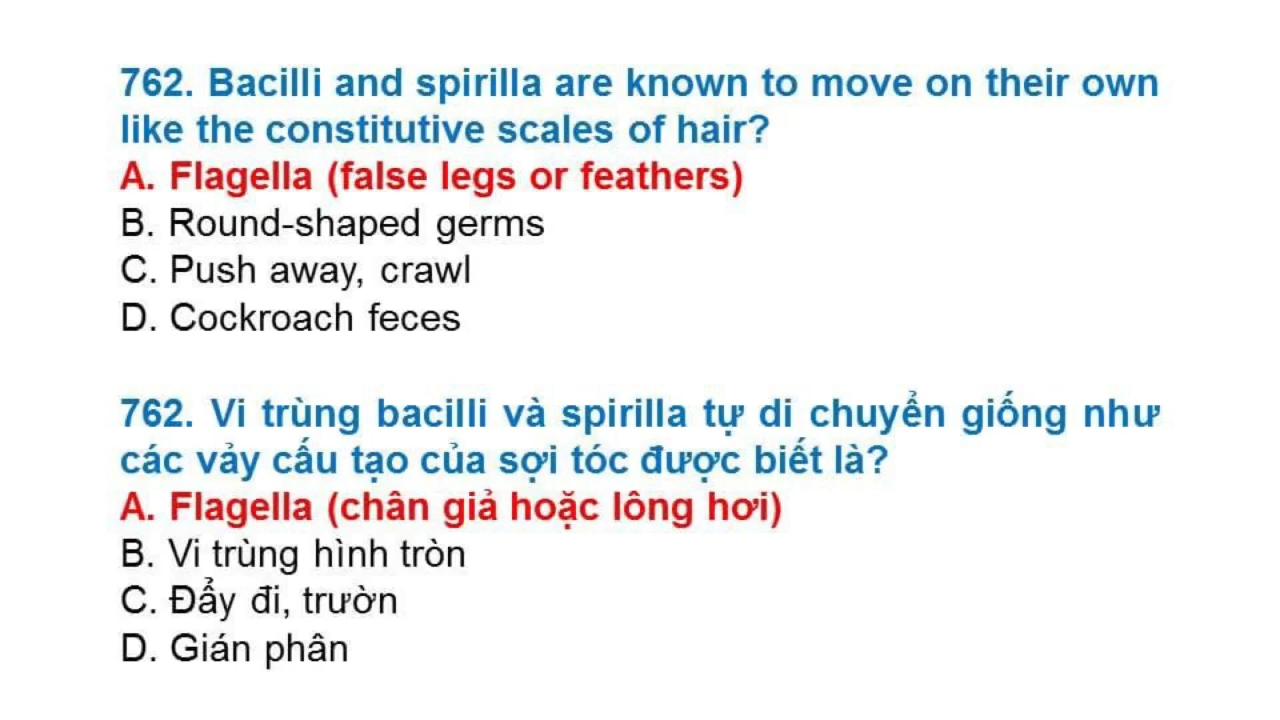 762. Bacilli and spirilla are known to move on their own
like the constitutive scales of hair?
A. Flagella (false legs or feathers)
B. Round-shaped germs
C. Push away, crawl
D. Cockroach feces
762. Vi trùng bacilli và spirilla tự di chuyển giống như
các vảy cấu tạo của sợi tóc được biết là?
A. Flagella (chân giả hoặc lông hơi)
B. Vi trùng hình tròn
C. Đẩy đi, trườn
D. Gián phân